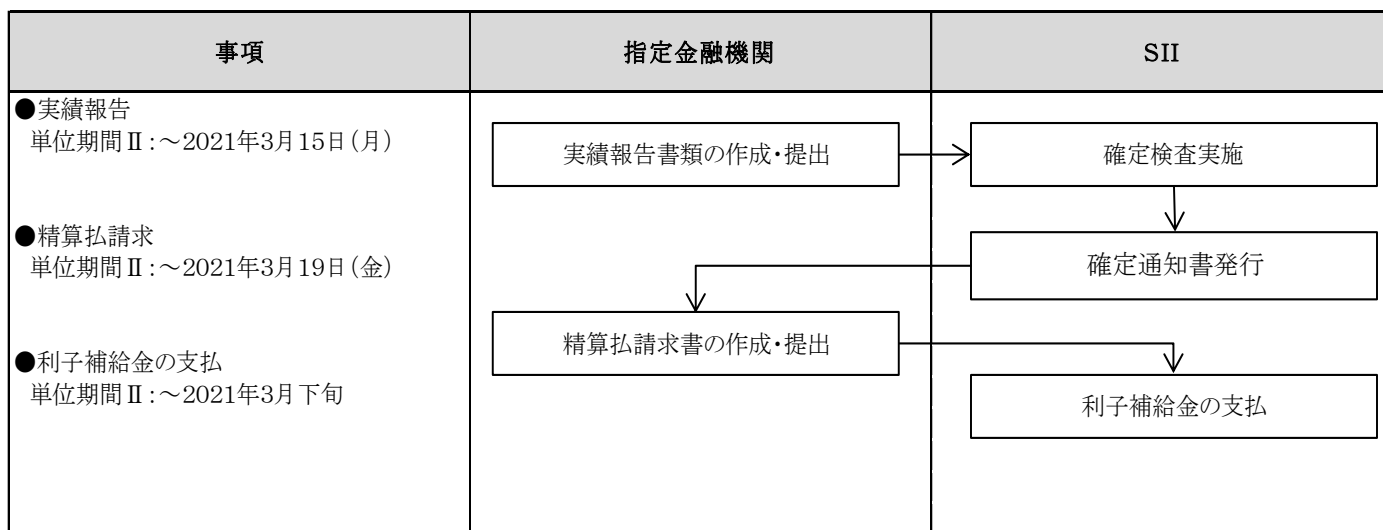 事項
指定金融機関
SII
●実績報告
単位期間Ⅱ:～2021年3月15日(月)
実績報告書類の作成・提出
確定検査実施
●精算払請求
単位期間Ⅱ:～2021年3月19日(金)
確定通知書発行
精算払請求書の作成・提出
●利子補給金の支払
単位期間Ⅱ:～2021年3月下旬
利子補給金の支払